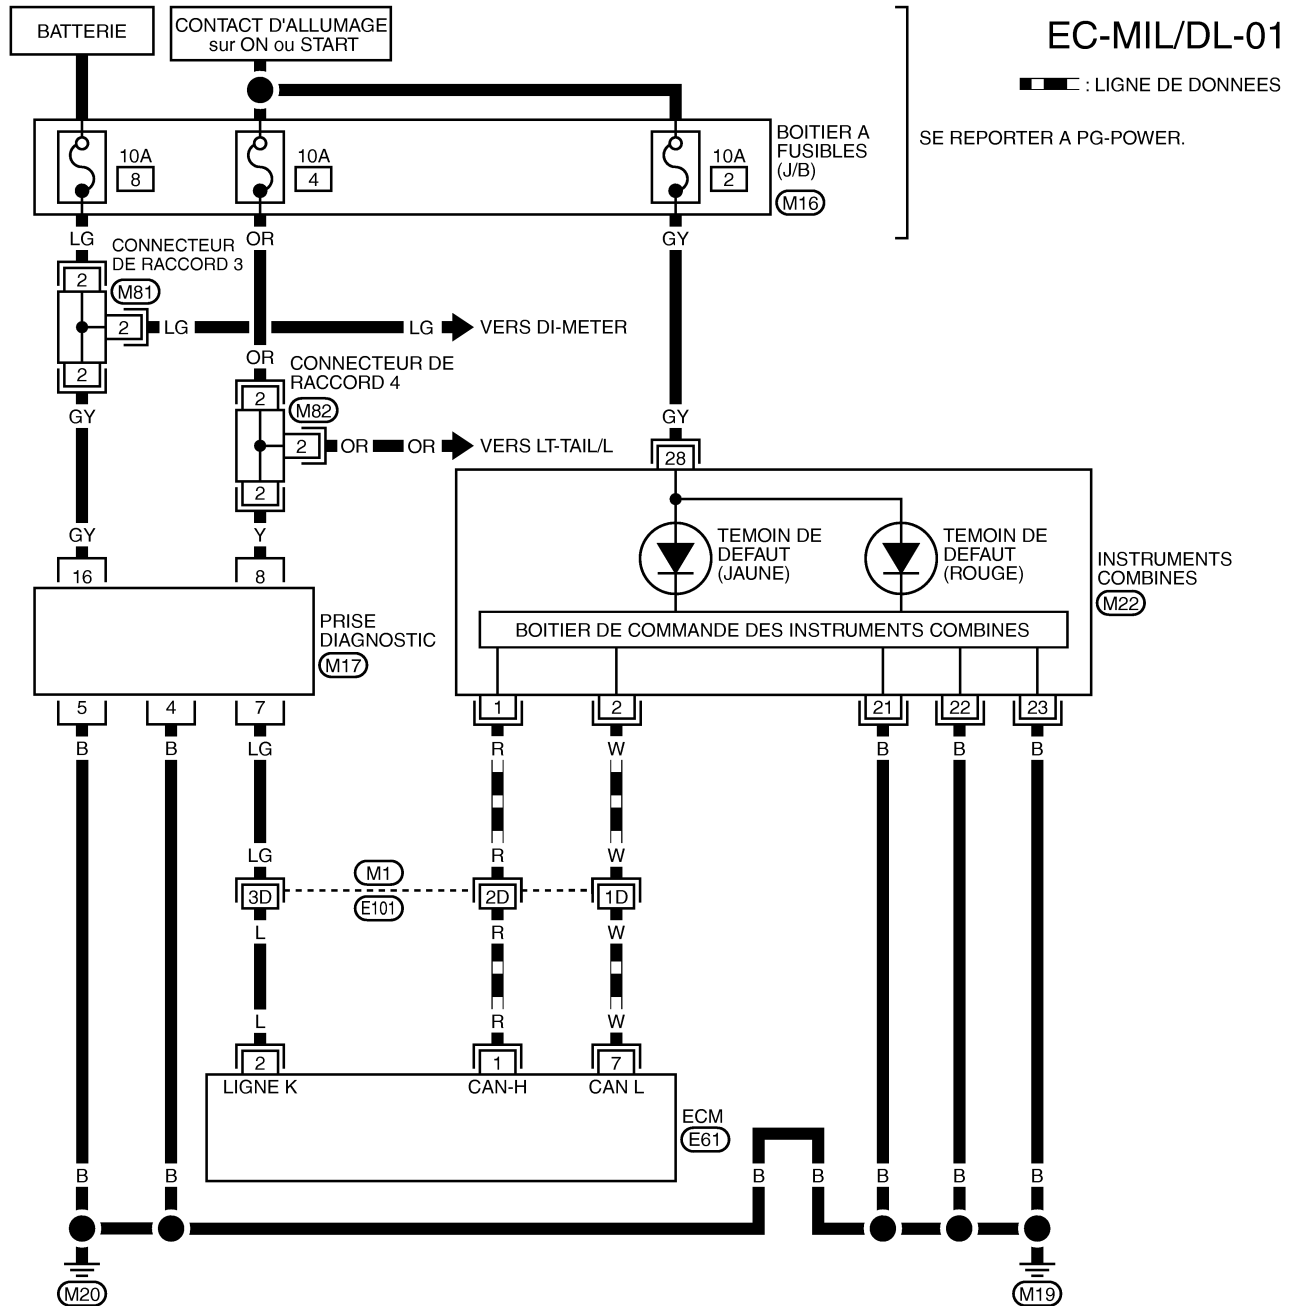 BATTERIE
CONTACT D'ALLUMAGE
sur ON ou START
EC-MIL/DL-01
: LIGNE DE DONNEES
SE REPORTER A PG-POWER.
10A
8
10A
4
10A
2
BOITIER A
FUSIBLES
(J/B)
M16
LG
OR
GY
CONNECTEUR
DE RACCORD 3
M81
2
2
LG
LG
VERS DI-METER
2
OR
CONNECTEUR DE
RACCORD 4
M82
2
2
OR
OR
VERS LT-TAIL/L
2
GY
GY
28
GY
Y
16
8
PRISE
DIAGNOSTIC
M17
TEMOIN DE
DEFAUT
(JAUNE)
TEMOIN DE
DEFAUT
(ROUGE)
INSTRUMENTS
COMBINES
M22
BOITIER DE COMMANDE DES INSTRUMENTS COMBINES
5
4
7
1
2
21
22
23
B
B
LG
R
W
B
B
B
LG
R
W
M1
E101
3D
2D
1D
L
R
W
L
R
W
2
1
7
LIGNE K
CAN-H
CAN L
ECM
E61
B
B
B
B
B
B
B
M20
M19